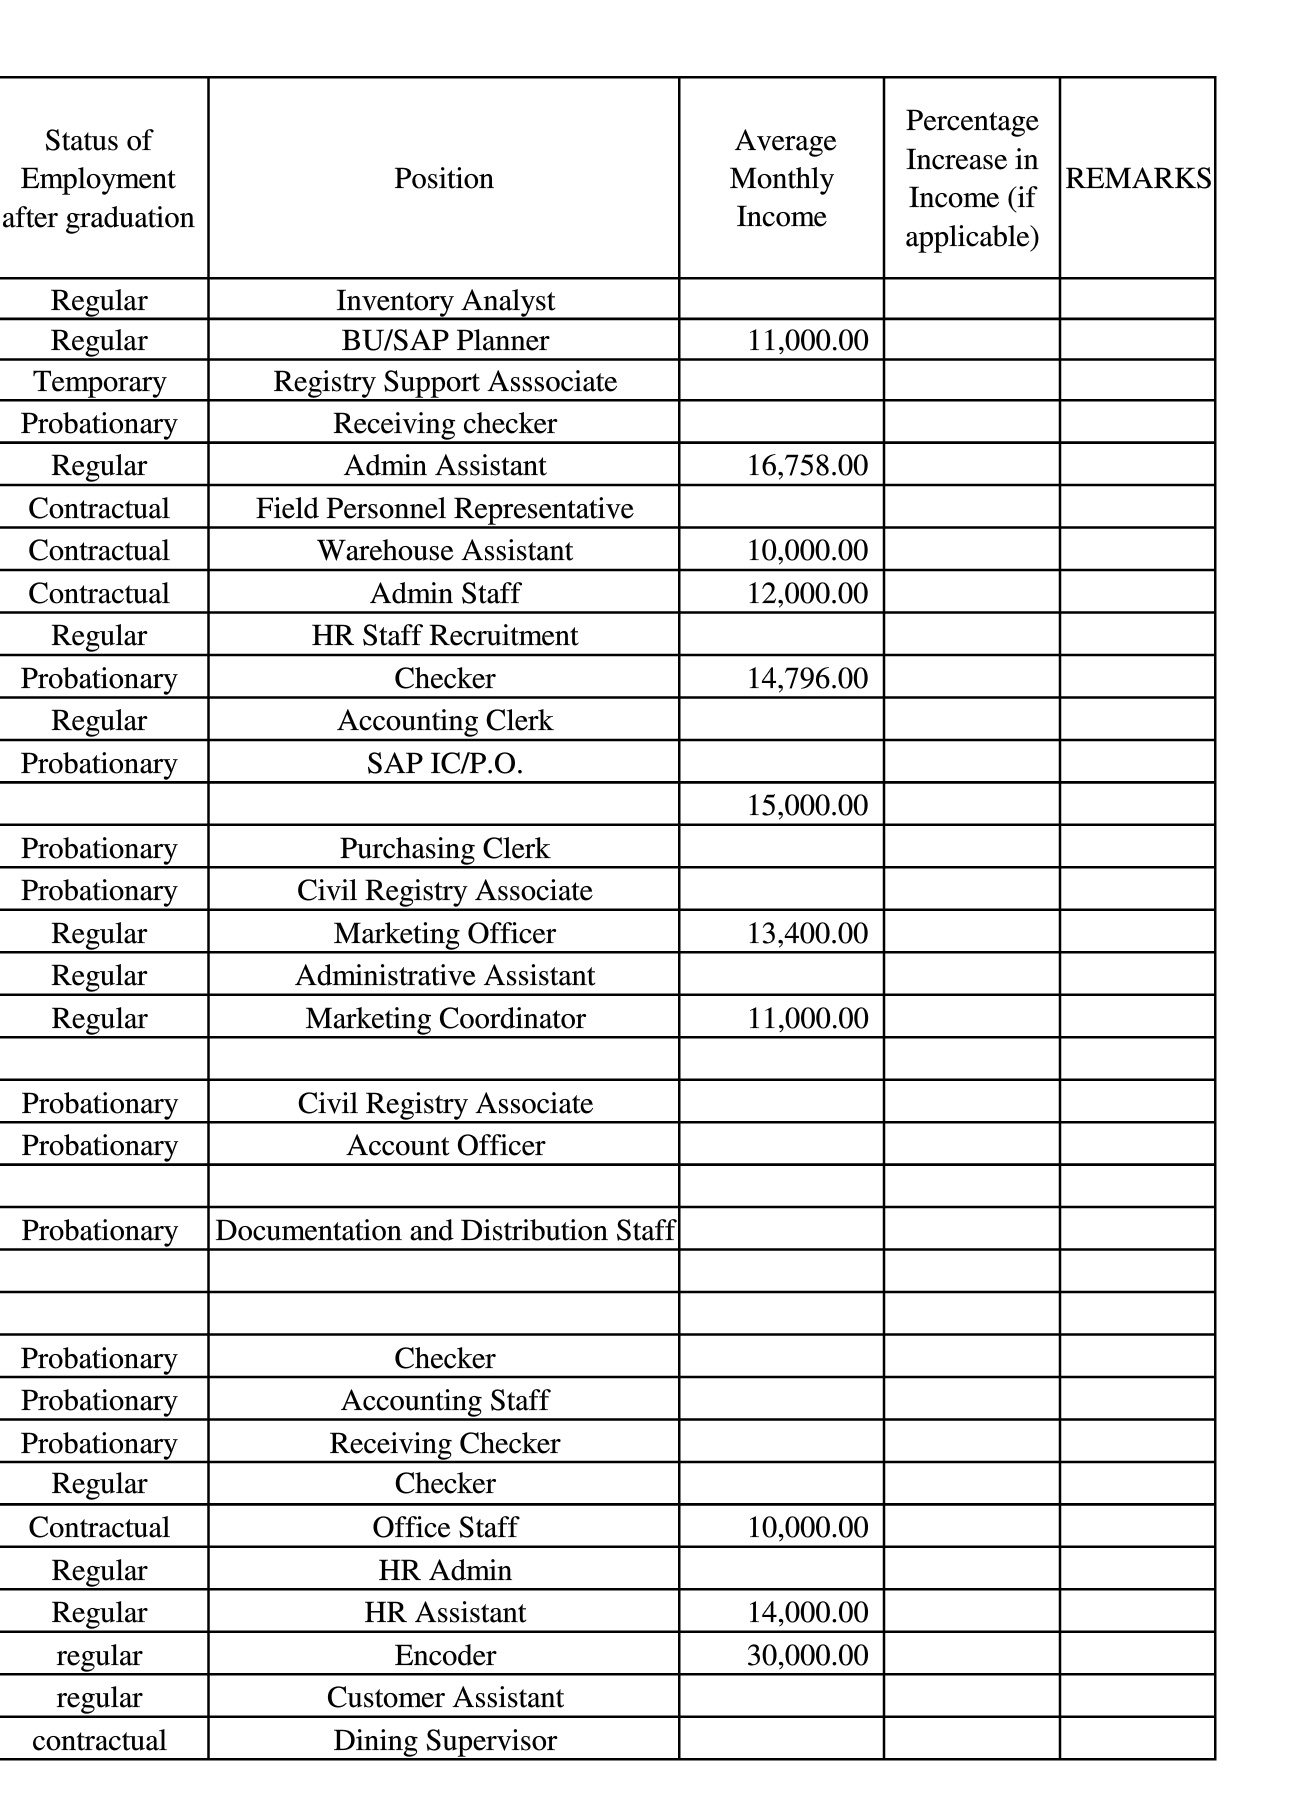 Status of
Employment
after graduation
Position
Average
Monthly
Income
Percentage
Increase in
Income (if
applicable)
REMARKS
Regular Inventory Analyst
Regular BU/SAP Planner 11,000.00
Temporary Registry Support Asssociate
Probationary Receiving checker
Regular Admin Assistant 16,758.00
Contractual Field Personnel Representative
Contractual Warehouse Assistant 10,000.00
Contractual Admin Staff 12,000.00
Regular HR Staff Recruitment
Probationary Checker 14,796.00
Regular Accounting Clerk
Probationary SAP IC/P.O.
15,000.00
Probationary Purchasing Clerk
Probationary Civil Registry Associate
Regular Marketing Officer 13,400.00
Regular Administrative Assistant
Regular Marketing Coordinator 11,000.00
Probationary Civil Registry Associate
Probationary Account Officer
Probationary Documentation and Distribution Staff
Probationary Checker
Probationary Accounting Staff
Probationary Receiving Checker
Regular Checker
Contractual Office Staff 10,000.00
Regular HR Admin
Regular HR Assistant 14,000.00
regular Encoder 30,000.00
regular Customer Assistant
contractual Dining Supervisor